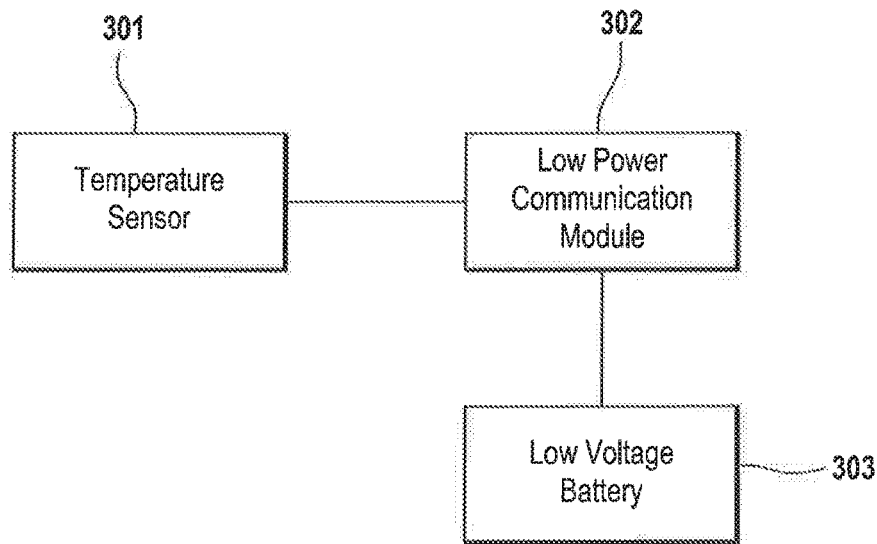 301
302
Temperature
Sensor
Low Power
Communication
Module
Low Voltage
Battery
303